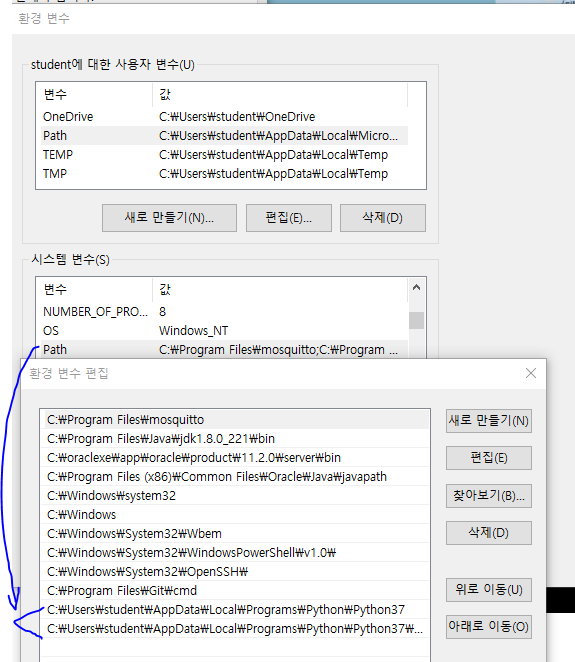 환경 변수
student에 대한 사용자 변수(U)
변수 값
OneDrive C:₩Users₩student₩OneDrive
Path C:₩Users₩student₩AppData₩Local₩Micro...
TEMP C:₩Users₩student₩AppData₩Local₩Temp
TMP C:₩Users₩student₩AppData₩Local₩Temp
새로 만들기(N)... 편집(E)... 삭제(D)
시스템 변수(S)
변수 값
NUMBER_OF_PRO... 8
OS Windows_NT
Path C:₩Program Files₩mosquitto;C:₩Program ...
환경 변수 편집
C:₩Program Files₩mosquitto 새로 만들기(N)
C:₩Program Files₩Java₩jdk1.8.0_221₩bin
C:₩oraclexe₩app₩oracle₩product₩11.2.0₩server₩bin 편집(E)
C:₩Program Files (x86)₩Common Files₩Oracle₩Java₩javapath
C:₩Windows₩system32 찾아보기(B)...
C:₩Windows
C:₩Windows₩System32₩Wbem 삭제(D)
C:₩Windows₩System32₩WindowsPowerShell₩v1.0₩
C:₩Windows₩System32₩OpenSSH₩
C:₩Program Files₩Git₩cmd 위로 이동(U)
C:₩Users₩student₩AppData₩Local₩Programs₩Python₩Python37
C:₩Users₩student₩AppData₩Local₩Programs₩Python₩Python37₩... 아래로 이동(O)